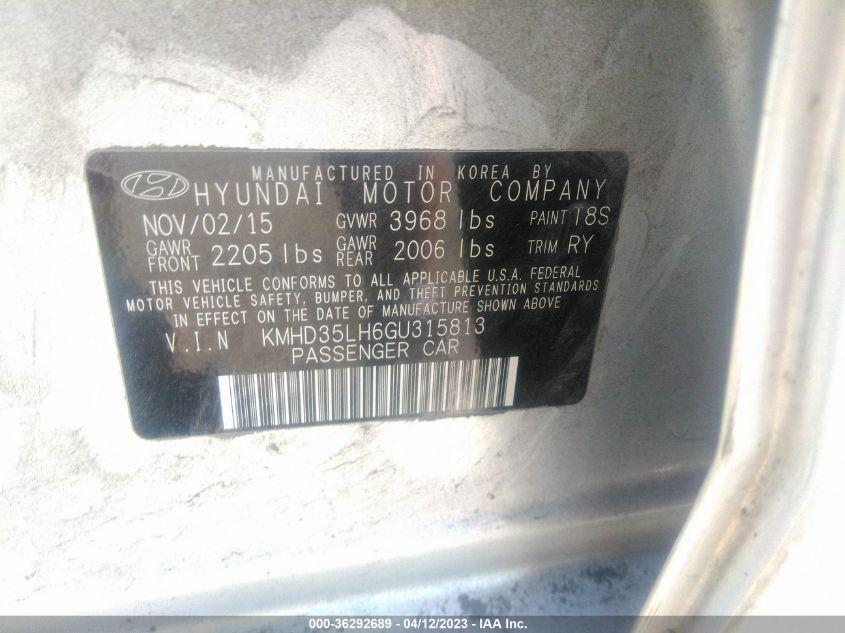 MANUFACTURED IN KOREA BY
HYUNDAI MOTOR COMPANY
NOV/02/15 GVWR 3968 lbs PAINT T8S
GAWR FRONT 2205 lbs GAWR REAR 2006 lbs TRIM RY
THIS VEHICLE CONFORMS TO ALL APPLICABLE U.S.A. FEDERAL
MOTOR VEHICLE SAFETY, BUMPER, AND THEFT PREVENTION STANDARDS
IN EFFECT ON THE DATE OF MANUFACTURE SHOWN ABOVE
V.I.N KMHD35LH6GU315813
PASSENGER CAR
000-36292689 - 04/12/2023 - IAA Inc.